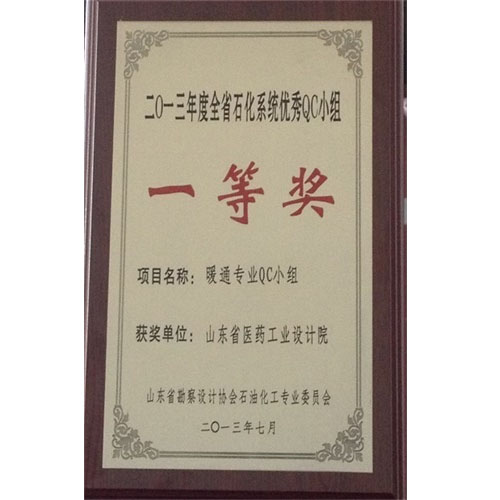 二〇一三年度全省石化系统优秀QC小组
一等奖
项目名称：暖通专业QC小组
获奖单位：山东省医药工业设计院
山东省勘察设计协会石油化工专业委员会
二〇一三年七月